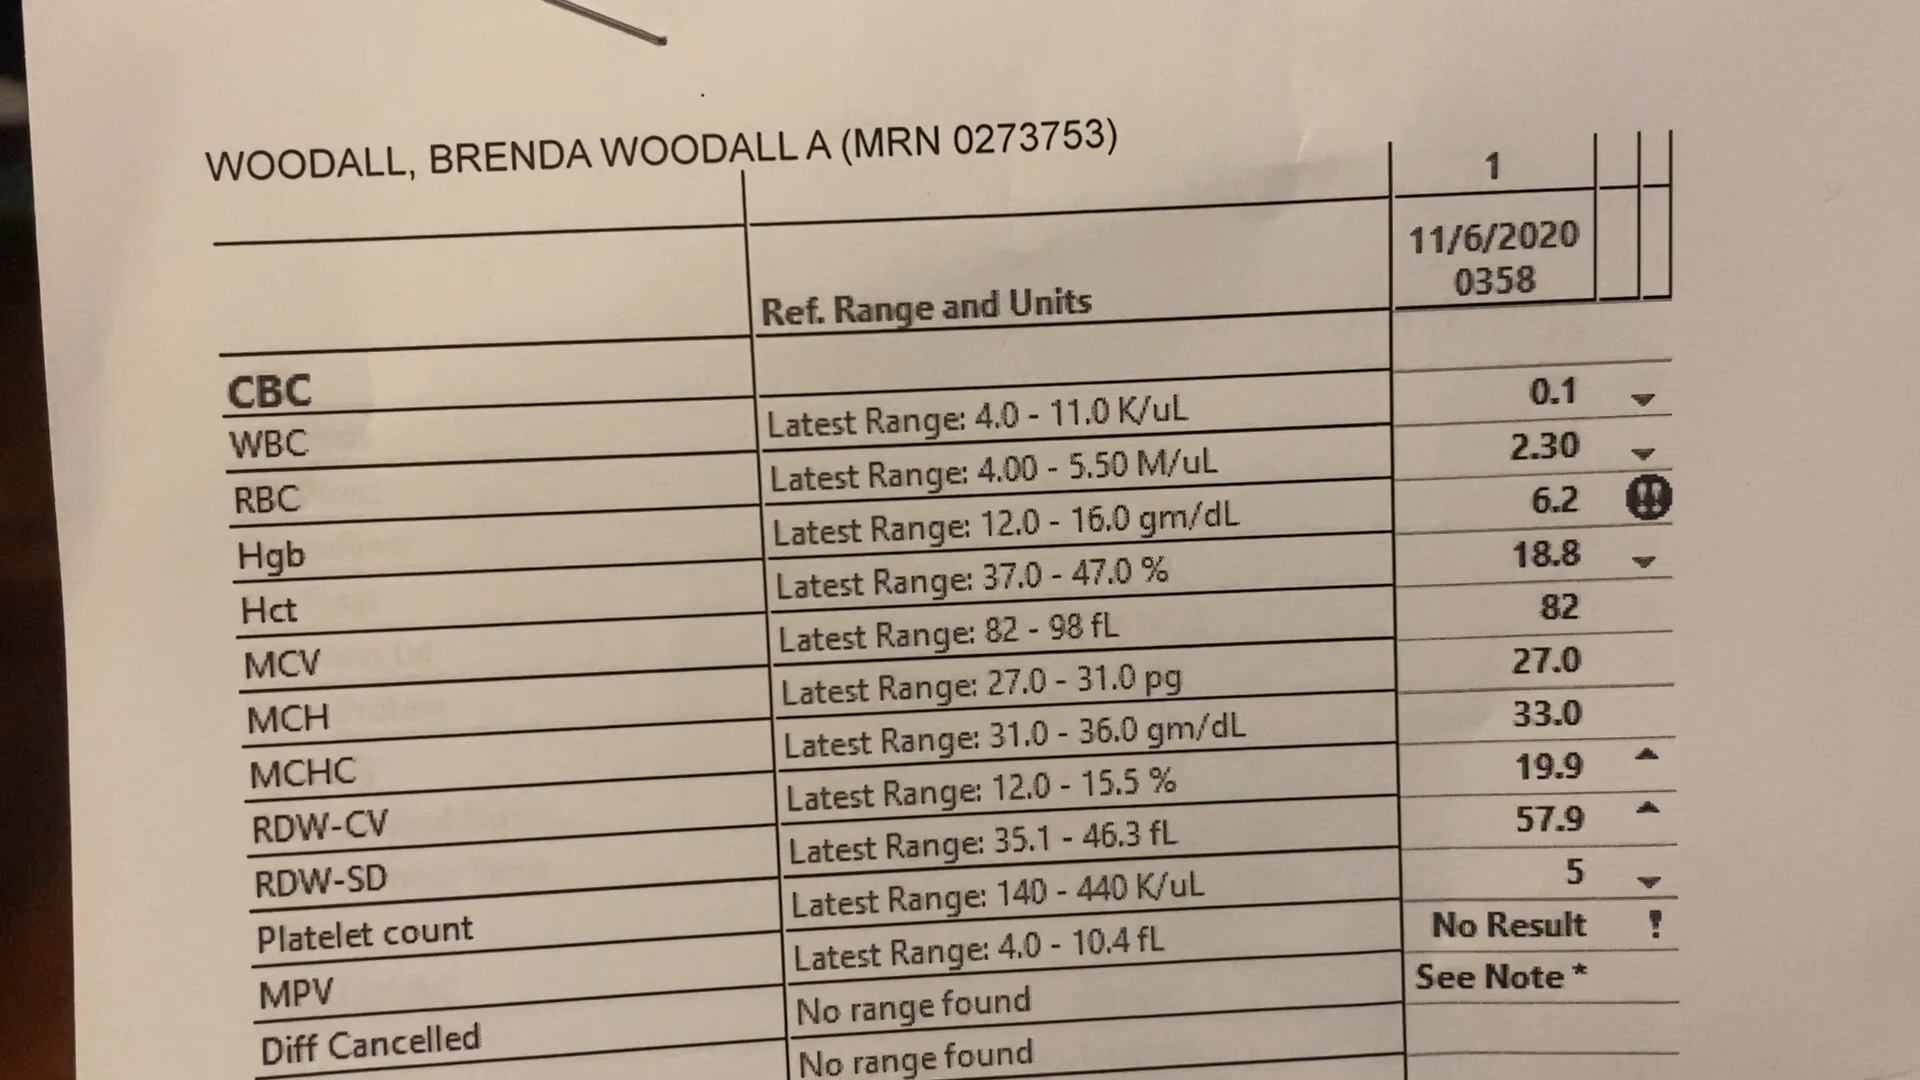 WOODALL, BRENDA WOODALL A (MRN 0273753)
1
Ref. Range and Units 11/6/2020
0358
CBC
WBC Latest Range: 4.0 - 11.0 K/uL 0.1
RBC Latest Range: 4.00 - 5.50 M/uL 2.30
Hgb Latest Range: 12.0 - 16.0 gm/dL 6.2 !!
Hct Latest Range: 37.0 - 47.0 % 18.8
MCV Latest Range: 82 - 98 fL 82
MCH Latest Range: 27.0 - 31.0 pg 27.0
MCHC Latest Range: 31.0 - 36.0 gm/dL 33.0
RDW-CV Latest Range: 12.0 - 15.5 % 19.9
RDW-SD Latest Range: 35.1 - 46.3 fL 57.9
Platelet count Latest Range: 140 - 440 K/uL 5
MPV Latest Range: 4.0 - 10.4 fL No Result !
Diff Cancelled No range found See Note *
No range found